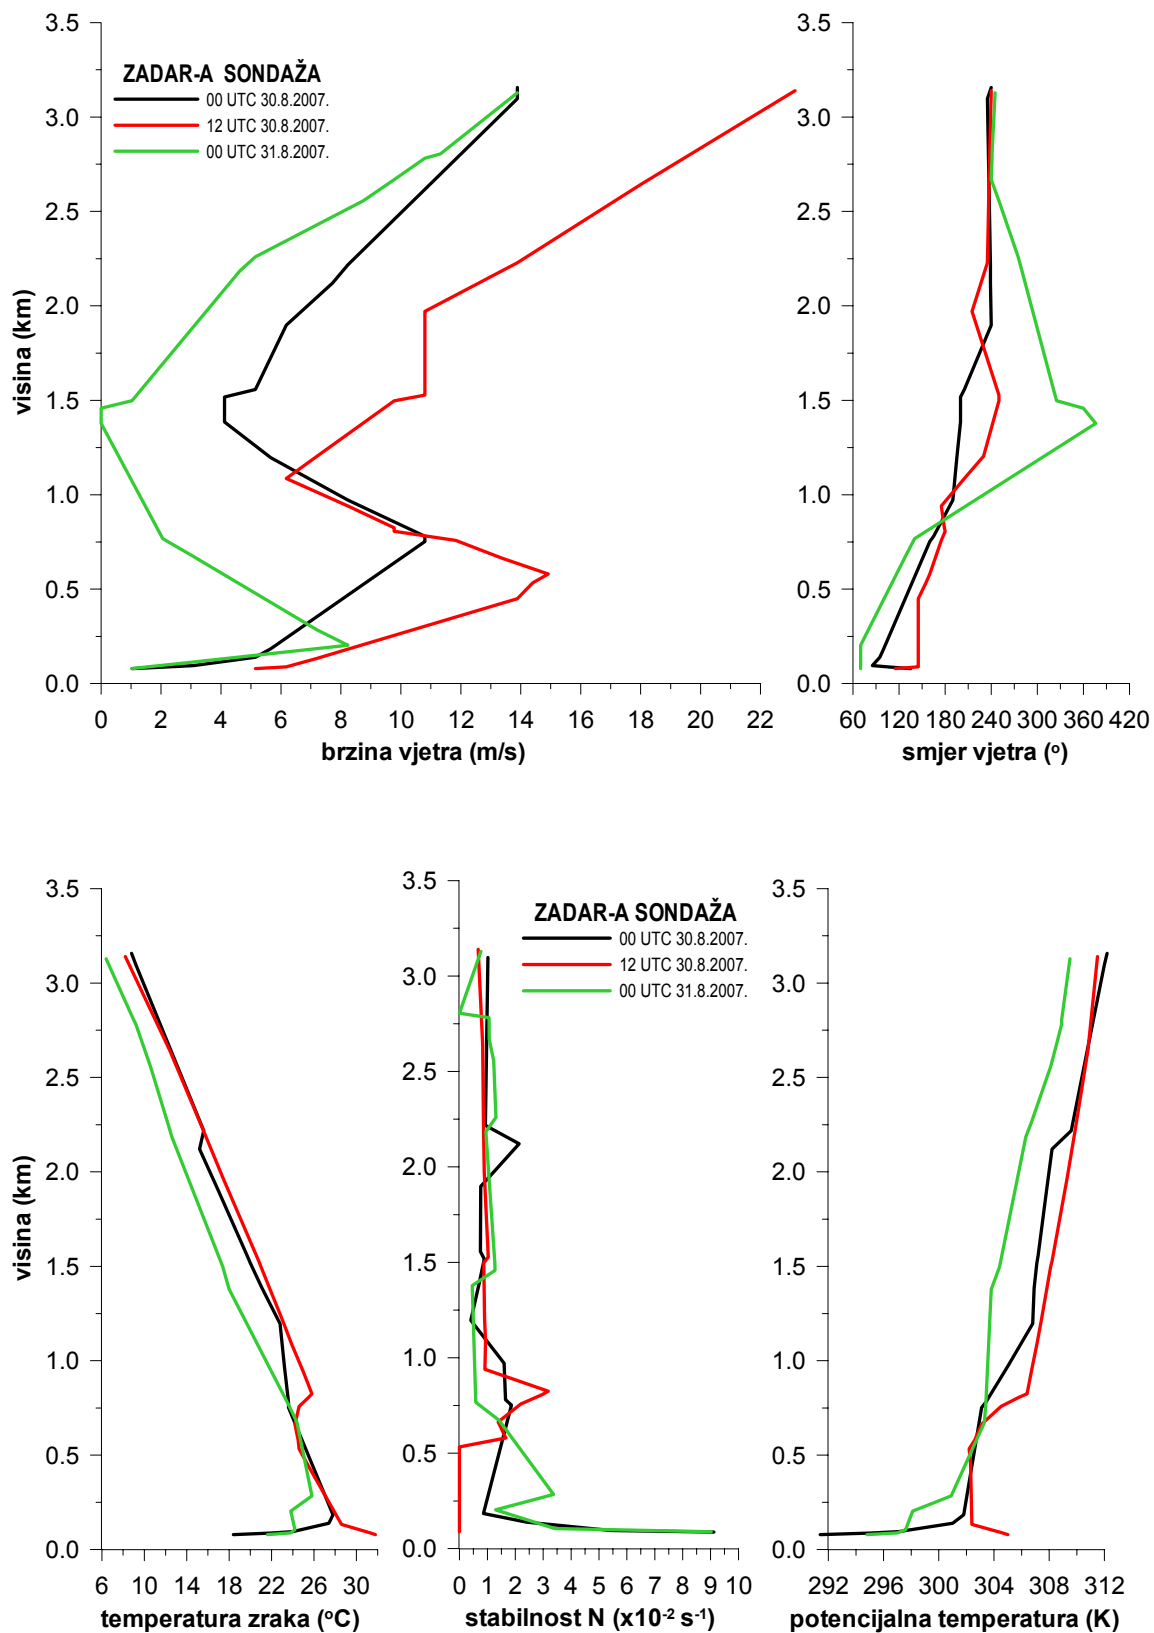 3.5
3.0
2.5
2.0
1.5
1.0
0.5
0.0
visina (km)
ZADAR-A SONDAŽA
00 UTC 30.8.2007.
12 UTC 30.8.2007.
00 UTC 31.8.2007.
0 2 4 6 8 10 12 14 16 18 20 22
brzina vjetra (m/s)
3.5
3.0
2.5
2.0
1.5
1.0
0.5
0.0
60 120 180 240 300 360 420
smjer vjetra (º)
3.5
3.0
2.5
2.0
1.5
1.0
0.5
0.0
visina (km)
6 10 14 18 22 26 30
temperatura zraka (ºC)
3.5
3.0
2.5
2.0
1.5
1.0
0.5
0.0
ZADAR-A SONDAŽA
00 UTC 30.8.2007.
12 UTC 30.8.2007.
00 UTC 31.8.2007.
0 1 2 3 4 5 6 7 8 9 10
stabilnost N (x10⁻² s⁻¹)
3.5
3.0
2.5
2.0
1.5
1.0
0.5
0.0
292 296 300 304 308 312
potencijalna temperatura (K)